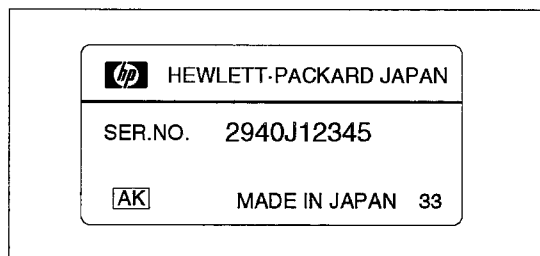 hp HEWLETT-PACKARD JAPAN
SER.NO. 2940J12345
AK MADE IN JAPAN 33